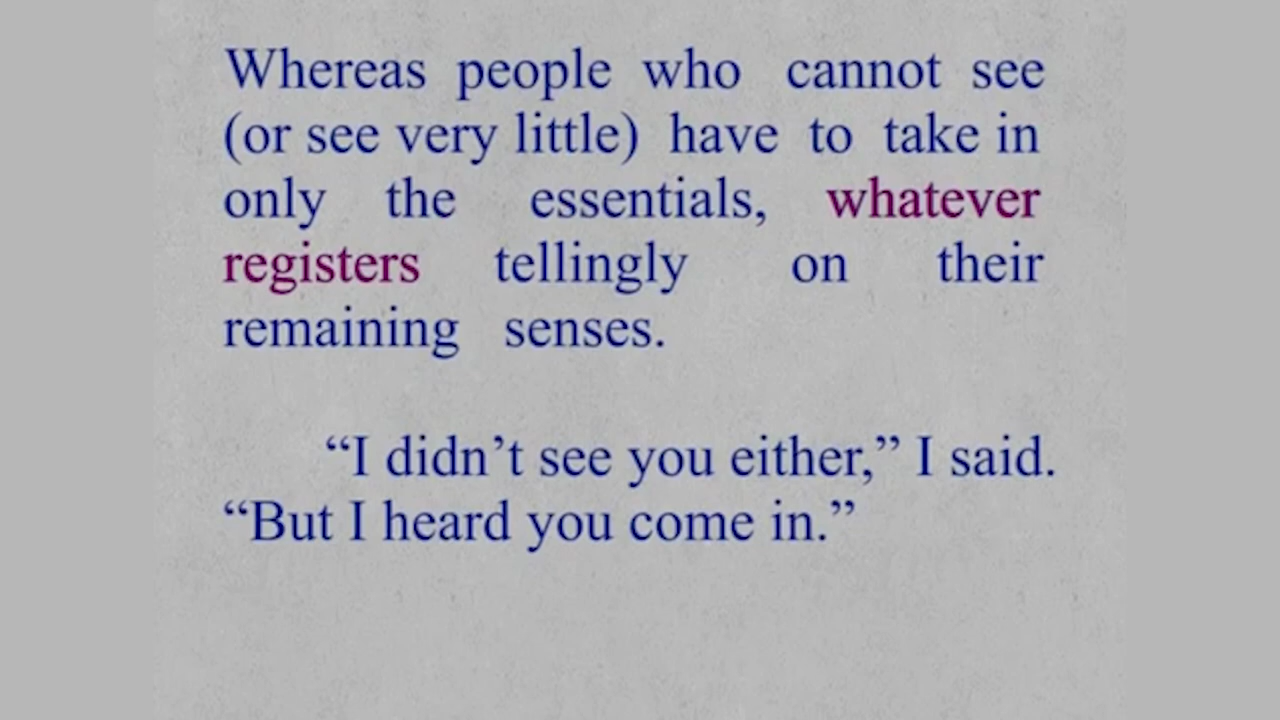 Whereas people who cannot see
(or see very little) have to take in
only the essentials, whatever
registers tellingly on their
remaining senses.
“I didn’t see you either,” I said.
“But I heard you come in.”